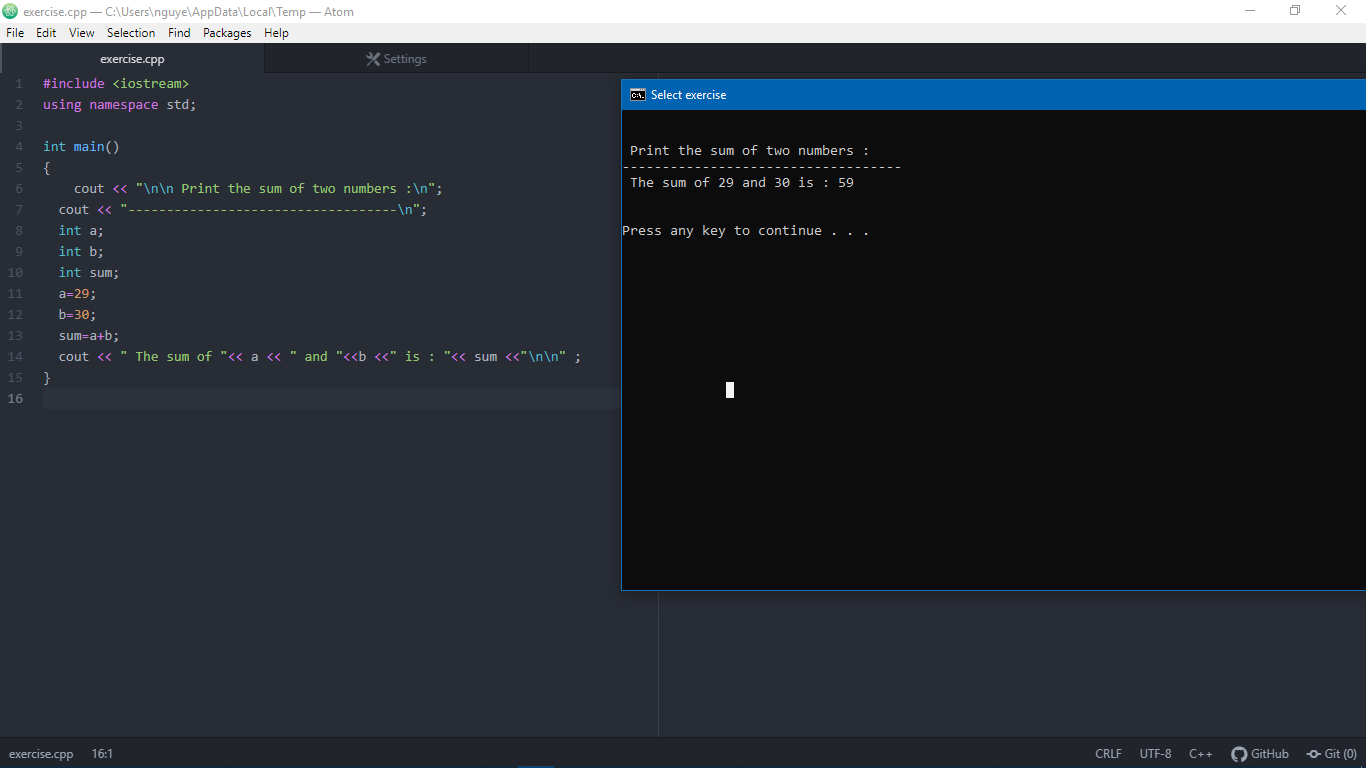 exercise.cpp — C:\Users\nguye\AppData\Local\Temp — Atom
File Edit View Selection Find Packages Help
exercise.cpp Settings
1 #include <iostream>
2 using namespace std;
3
4 int main()
5 {
6     cout << "\n\n Print the sum of two numbers :\n";
7   cout << "-----------------------------------\n";
8   int a;
9   int b;
10   int sum;
11   a=29;
12   b=30;
13   sum=a+b;
14   cout << " The sum of "<< a << " and "<<b <<" is : "<< sum <<"\n\n" ;
15 }
16
Select exercise
Print the sum of two numbers :
-----------------------------------
The sum of 29 and 30 is : 59
Press any key to continue . . .
exercise.cpp 16:1 CRLF UTF-8 C++ GitHub Git (0)